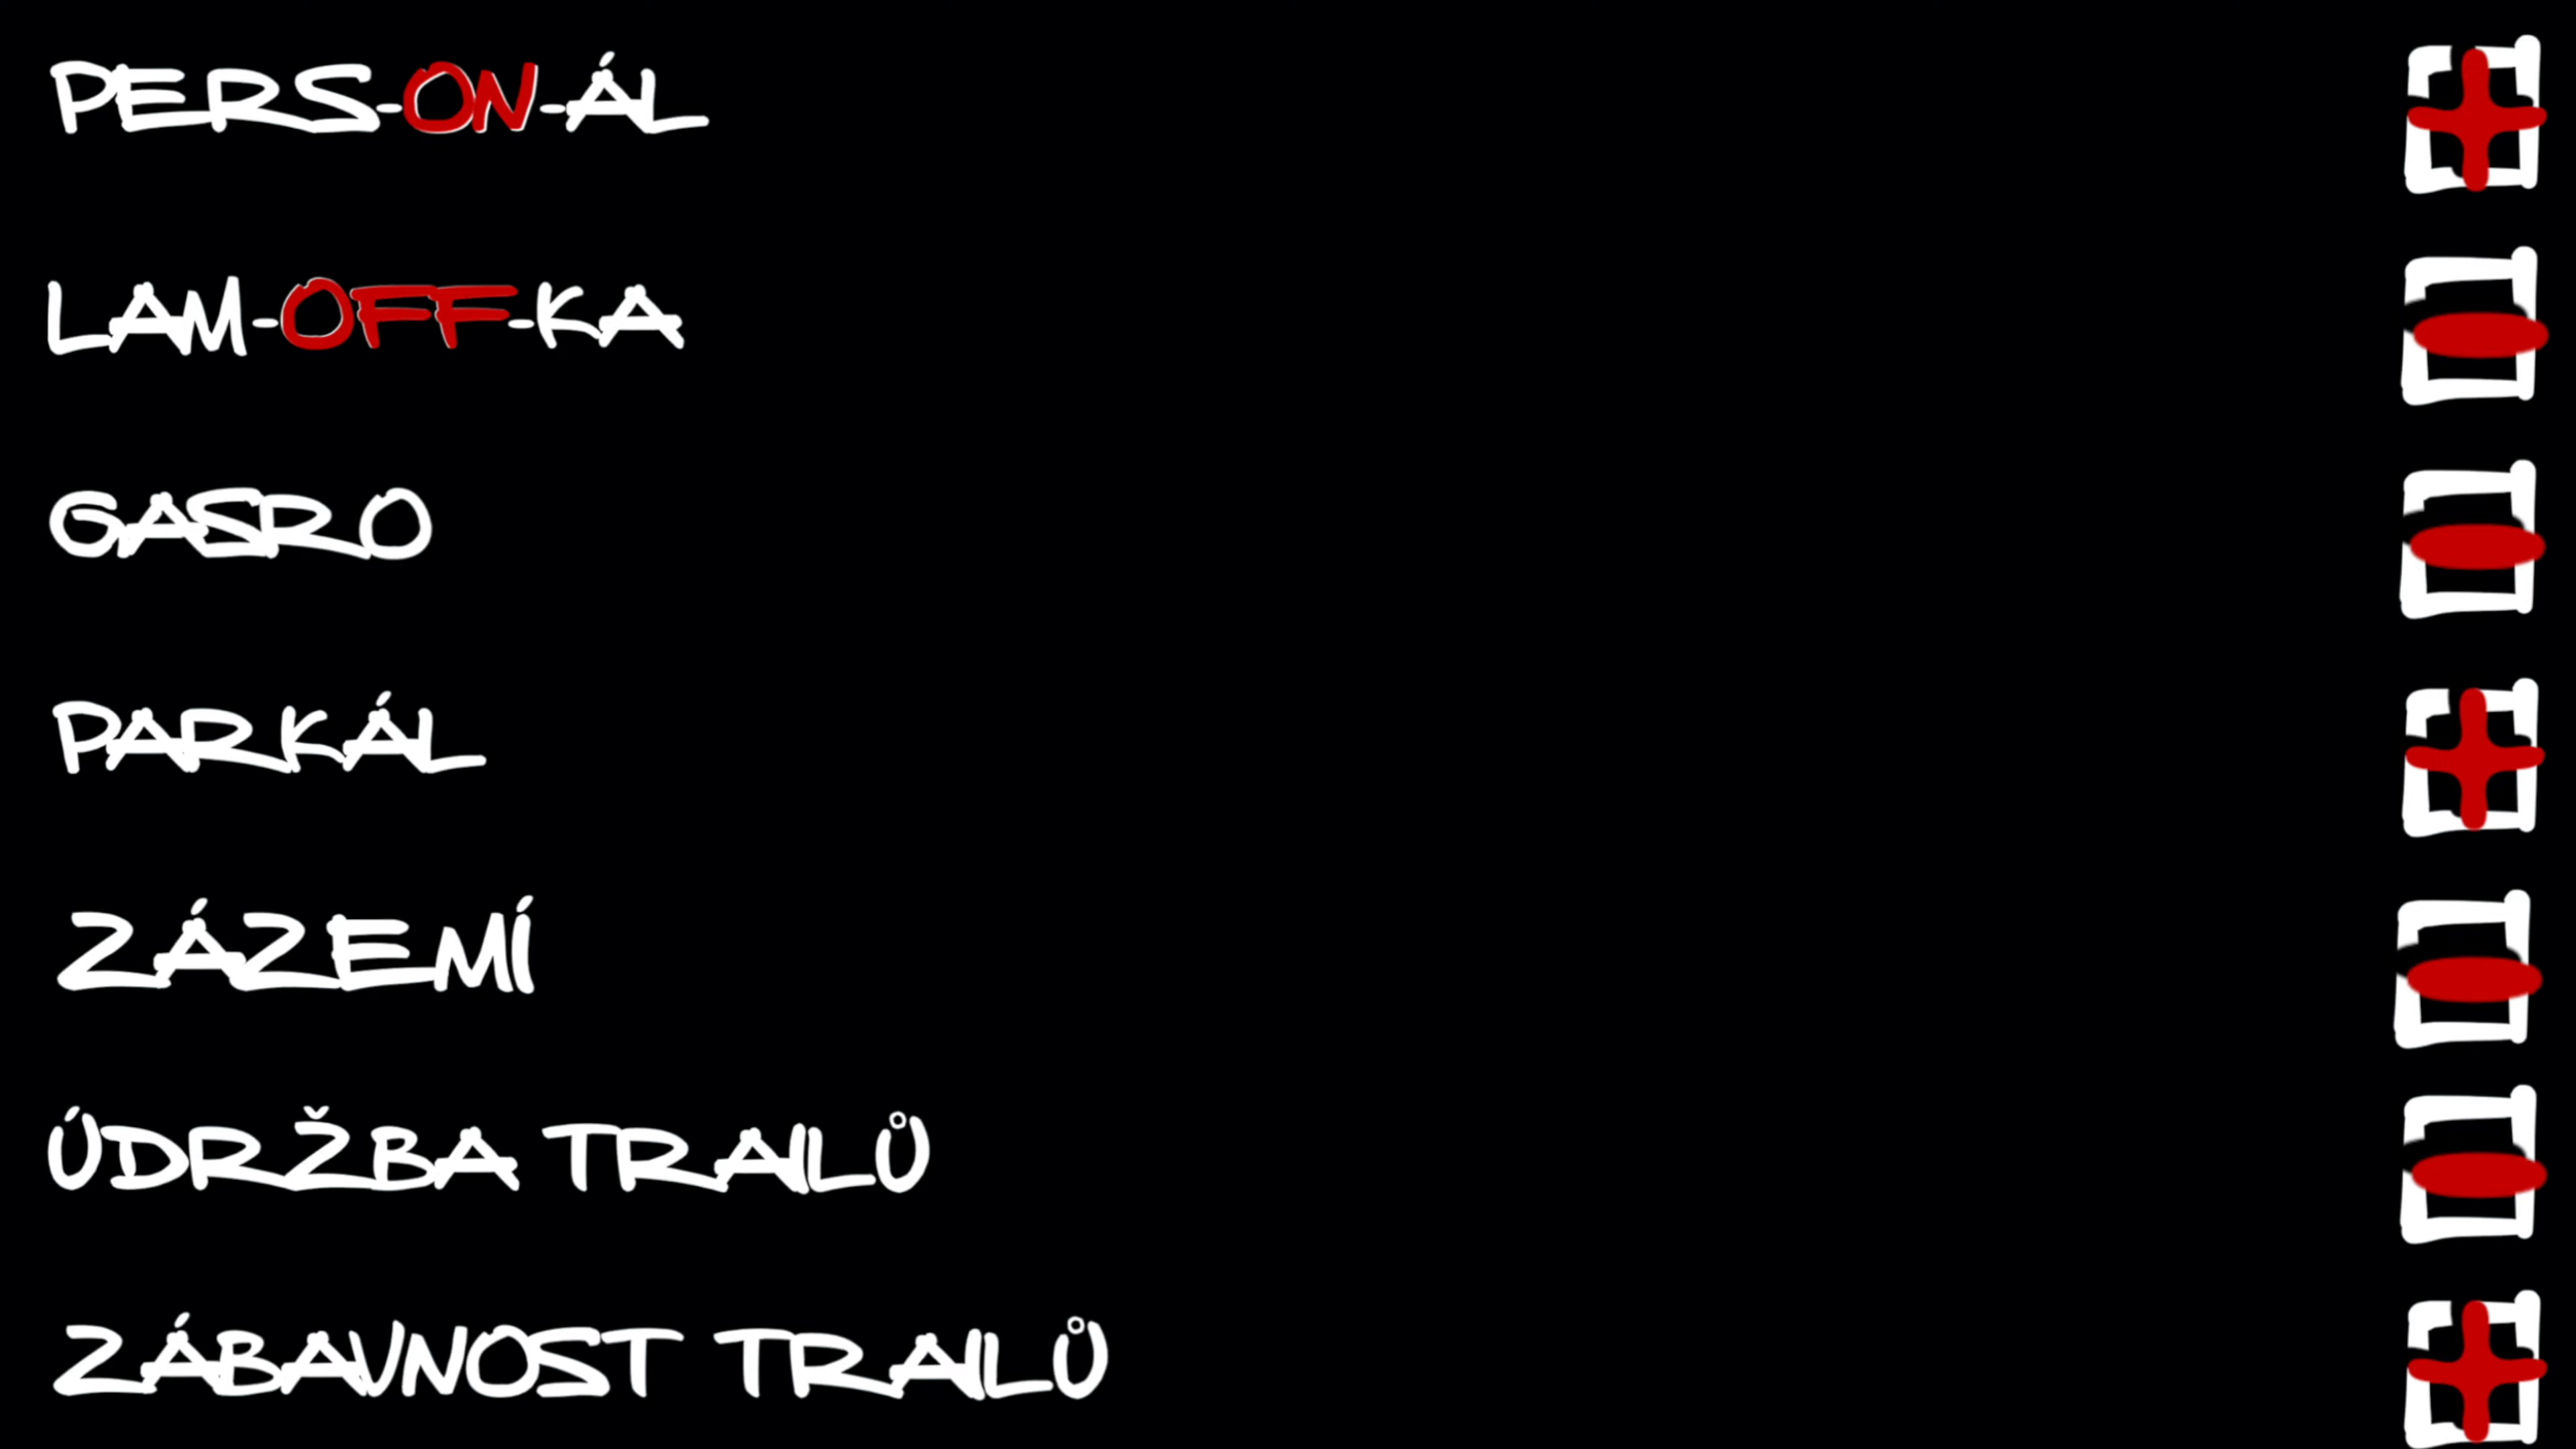 PERS-ON-ÁL
LAM-OFF-KA
GASRO
PARKÁL
ZÁZEMÍ
ÚDRŽBA TRAILŮ
ZÁBAVNOST TRAILŮ